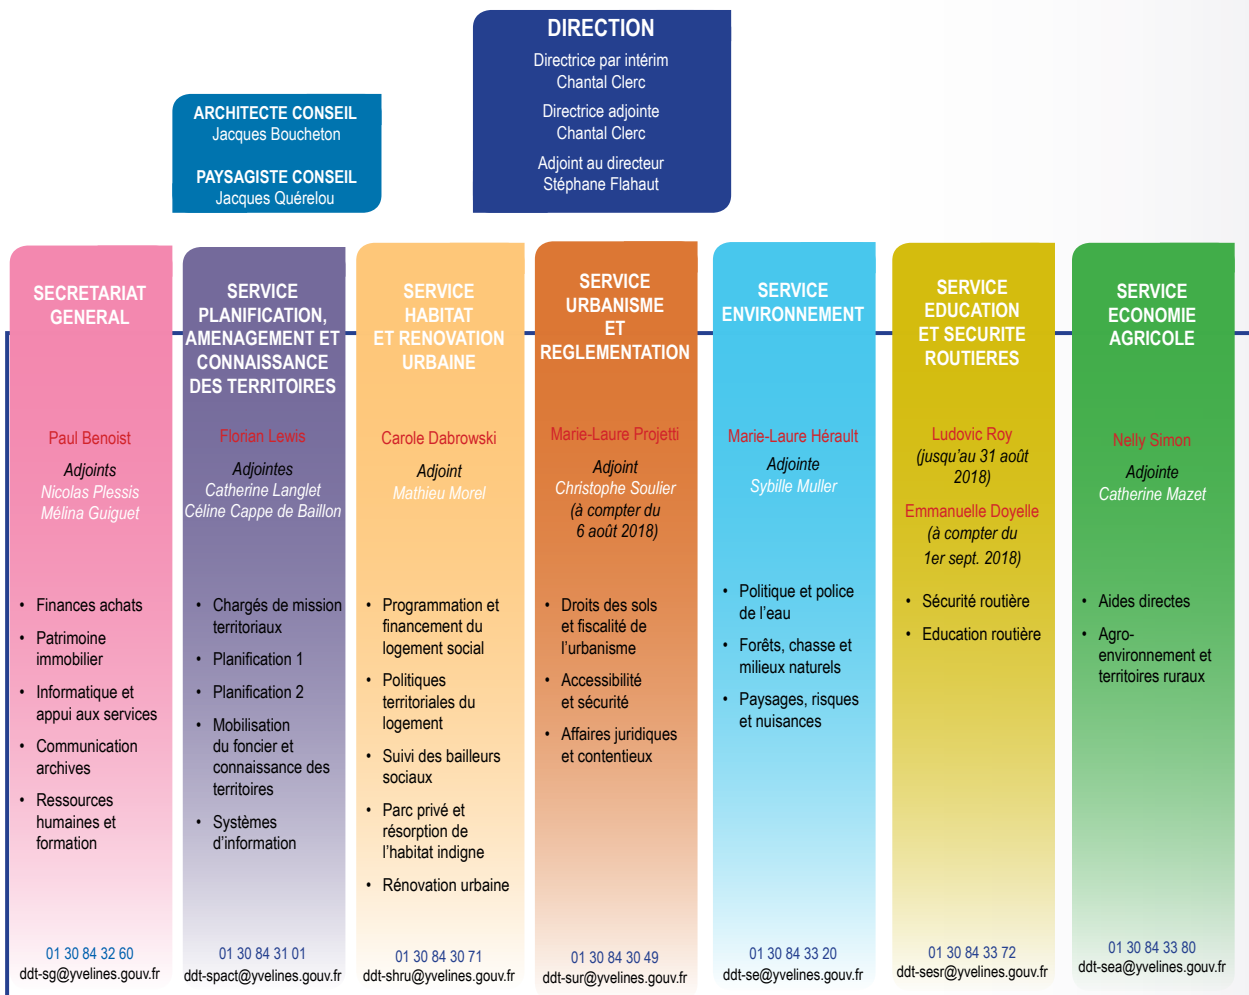 DIRECTION
Directrice par intérim
Chantal Clerc
Directrice adjointe
Chantal Clerc
Adjoint au directeur
Stéphane Flahaut
ARCHITECTE CONSEIL
Jacques Boucheton
PAYSAGISTE CONSEIL
Jacques Quérelou
SECRETARIAT
GENERAL
Paul Benoist
Adjoints
Nicolas Plessis
Mélina Guiguet
• Finances achats
• Patrimoine
immobilier
• Informatique et
appui aux services
• Communication
archives
• Ressources
humaines et
formation
01 30 84 32 60
ddt-sg@yvelines.gouv.fr
SERVICE
PLANIFICATION,
AMENAGEMENT ET
CONNAISSANCE
DES TERRITOIRES
Florian Lewis
Adjointes
Catherine Langlet
Céline Cappe de Baillon
• Chargés de mission
territoriaux
• Planification 1
• Planification 2
• Mobilisation
du foncier et
connaissance des
territoires
• Systèmes
d'information
01 30 84 31 01
ddt-spact@yvelines.gouv.fr
SERVICE
HABITAT
ET RENOVATION
URBAINE
Carole Dabrowski
Adjoint
Mathieu Morel
• Programmation et
financement du
logement social
• Politiques
territoriales du
logement
• Suivi des bailleurs
sociaux
• Parc privé et
résorption de
l'habitat indigne
• Rénovation urbaine
01 30 84 30 71
ddt-shru@yvelines.gouv.fr
SERVICE
URBANISME
ET
REGLEMENTATION
Marie-Laure Projetti
Adjoint
Christophe Soulier
(à compter du
6 août 2018)
• Droits des sols
et fiscalité de
l'urbanisme
• Accessibilité
et sécurité
• Affaires juridiques
et contentieux
01 30 84 30 49
ddt-sur@yvelines.gouv.fr
SERVICE
ENVIRONNEMENT
Marie-Laure Hérault
Adjointe
Sybille Muller
• Politique et police
de l'eau
• Forêts, chasse et
milieux naturels
• Paysages, risques
et nuisances
01 30 84 33 20
ddt-se@yvelines.gouv.fr
SERVICE
EDUCATION
ET SECURITE
ROUTIERES
Ludovic Roy
(jusqu'au 31 août
2018)
Emmanuelle Doyelle
(à compter du
1er sept. 2018)
• Sécurité routière
• Education routière
01 30 84 33 72
ddt-sesr@yvelines.gouv.fr
SERVICE
ECONOMIE
AGRICOLE
Nelly Simon
Adjointe
Catherine Mazet
• Aides directes
• Agro-
environnement et
territoires ruraux
01 30 84 33 80
ddt-sea@yvelines.gouv.fr